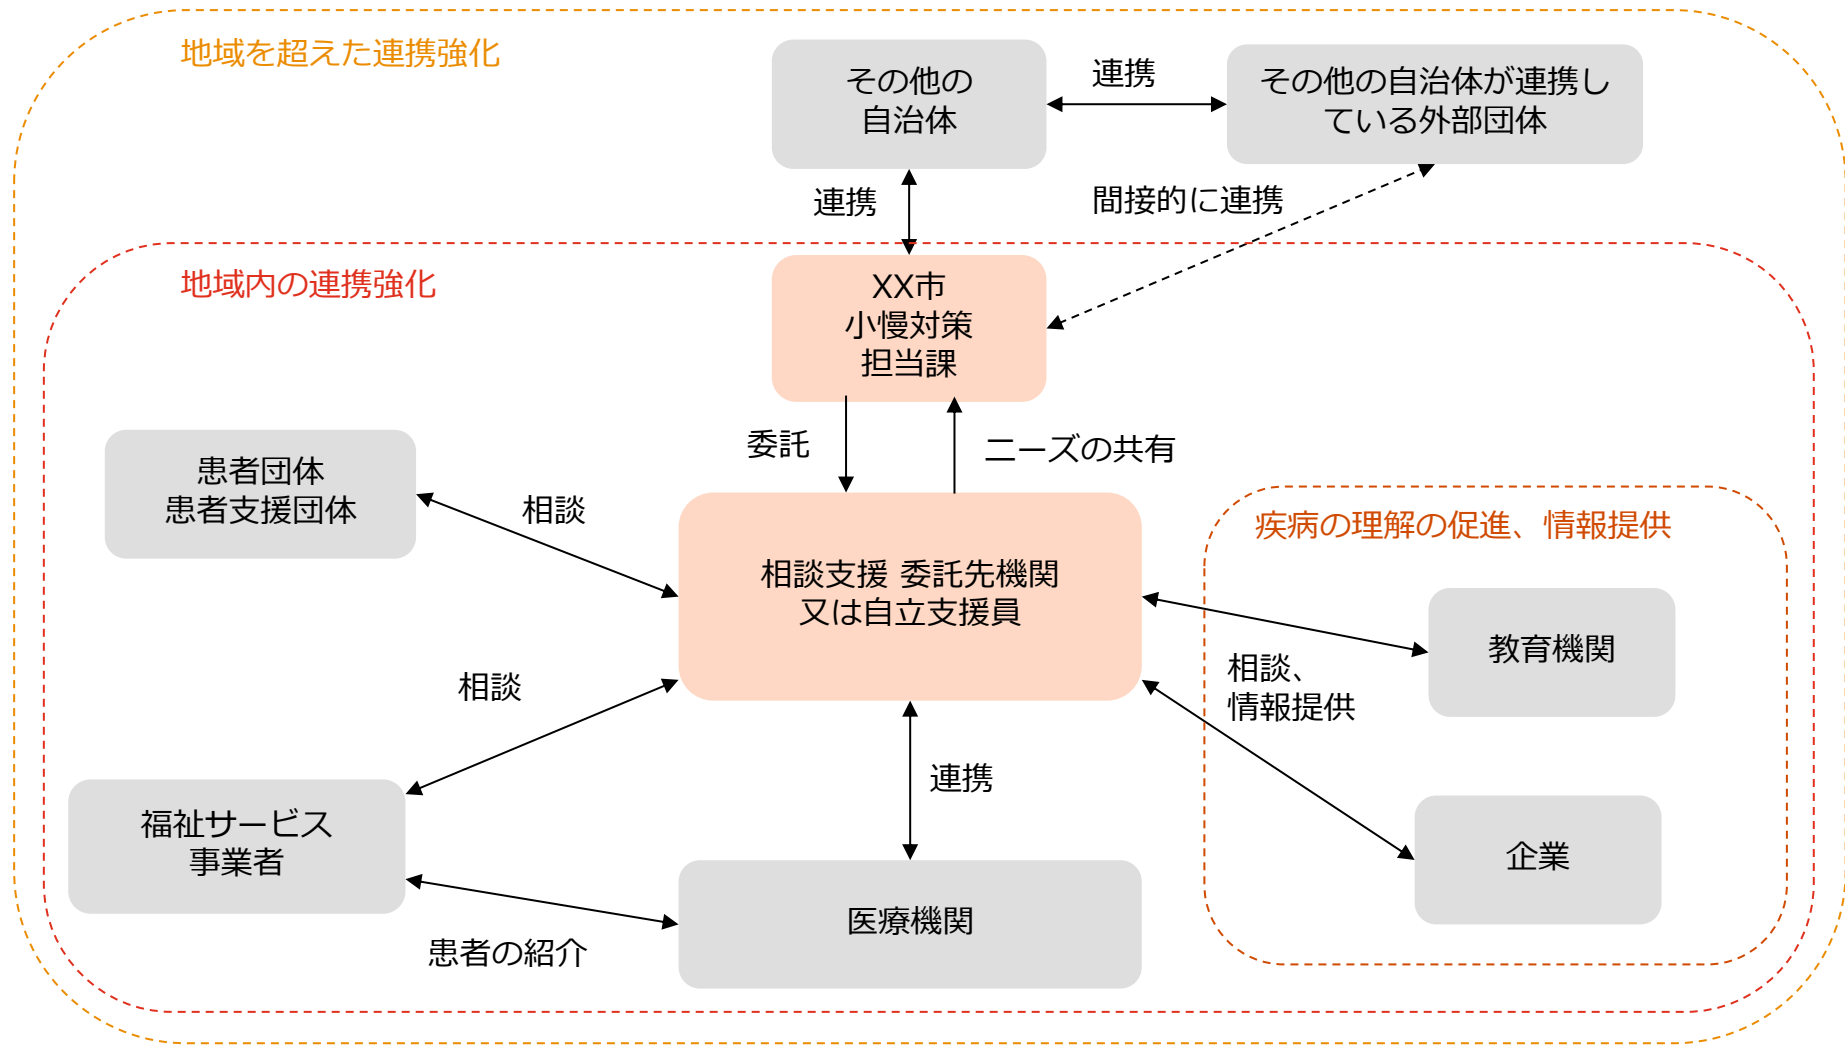 地域を超えた連携強化
その他の
自治体
連携
その他の自治体が連携し
ている外部団体
連携
間接的に連携
地域内の連携強化
XX市
小慢対策
担当課
委託
ニーズの共有
患者団体
患者支援団体
相談
疾病の理解の促進、情報提供
相談支援 委託先機関
又は自立支援員
教育機関
相談、
情報提供
相談
連携
福祉サービス
事業者
企業
医療機関
患者の紹介